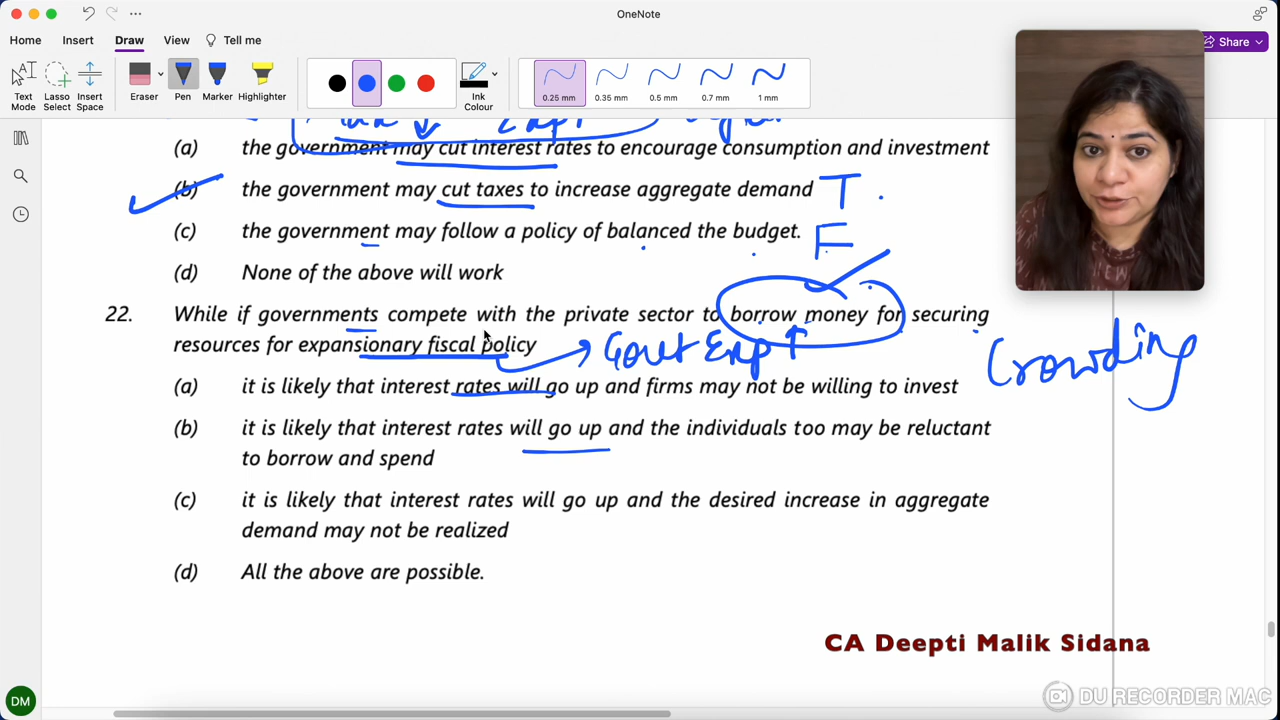 OneNote
Home Insert Draw View Tell me
Share
Text Mode
Lasso Select
Insert Space
Eraser
Pen
Marker
Highlighter
Ink Colour
0.25 mm 0.35 mm 0.5 mm 0.7 mm 1 mm
(a) the government may cut interest rates to encourage consumption and investment
(b) the government may cut taxes to increase aggregate demand T
(c) the government may follow a policy of balanced the budget. F
(d) None of the above will work
22. While if governments compete with the private sector to borrow money for securing
resources for expansionary fiscal policy
Govt Exp ↑
Crowding
(a) it is likely that interest rates will go up and firms may not be willing to invest
(b) it is likely that interest rates will go up and the individuals too may be reluctant
to borrow and spend
(c) it is likely that interest rates will go up and the desired increase in aggregate
demand may not be realized
(d) All the above are possible.
CA Deepti Malik Sidana
DM
DU RECORDER MAC